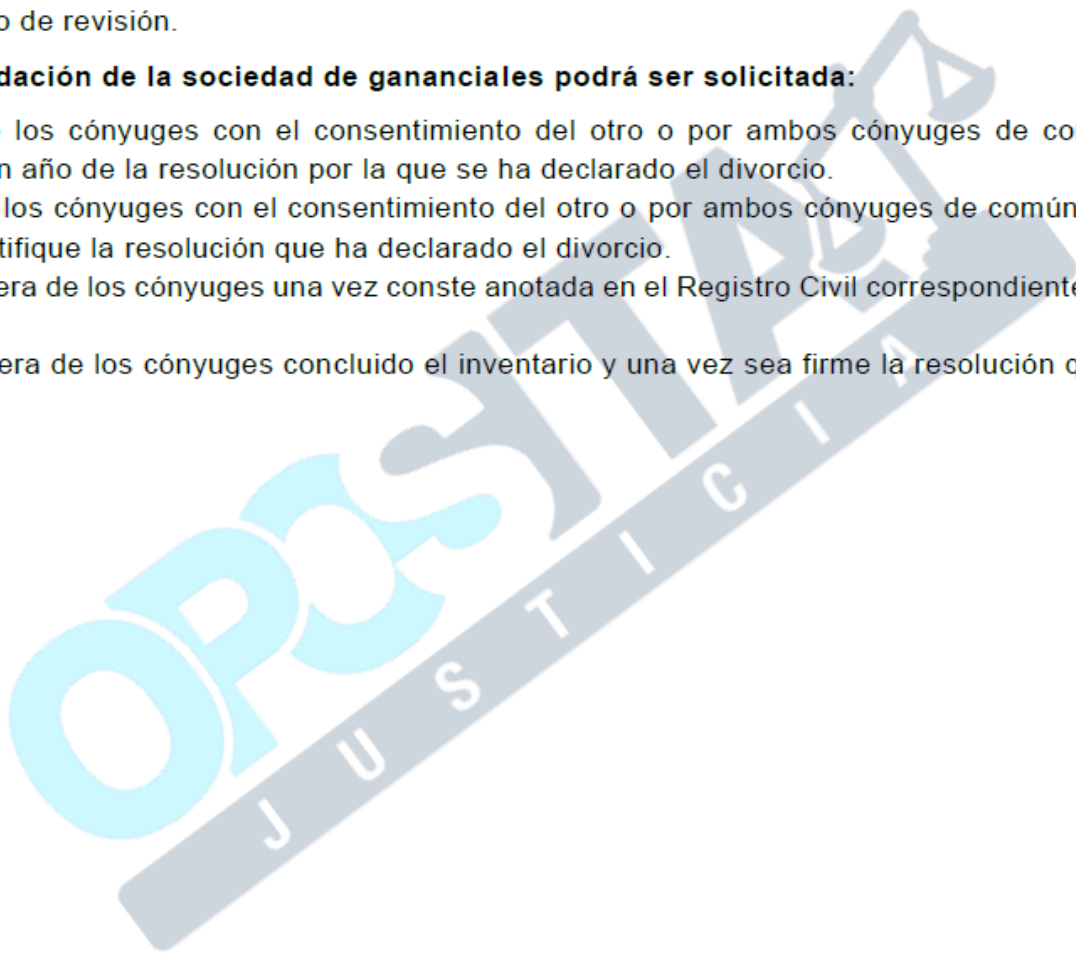 o de revisión.
dación de la sociedad de gananciales podrá ser solicitada:
los cónyuges con el consentimiento del otro o por ambos cónyuges de co
n año de la resolución por la que se ha declarado el divorcio.
los cónyuges con el consentimiento del otro o por ambos cónyuges de común
tifique la resolución que ha declarado el divorcio.
era de los cónyuges una vez conste anotada en el Registro Civil correspondiente
era de los cónyuges concluido el inventario y una vez sea firme la resolución q
OPOSITA
JUSTICIA